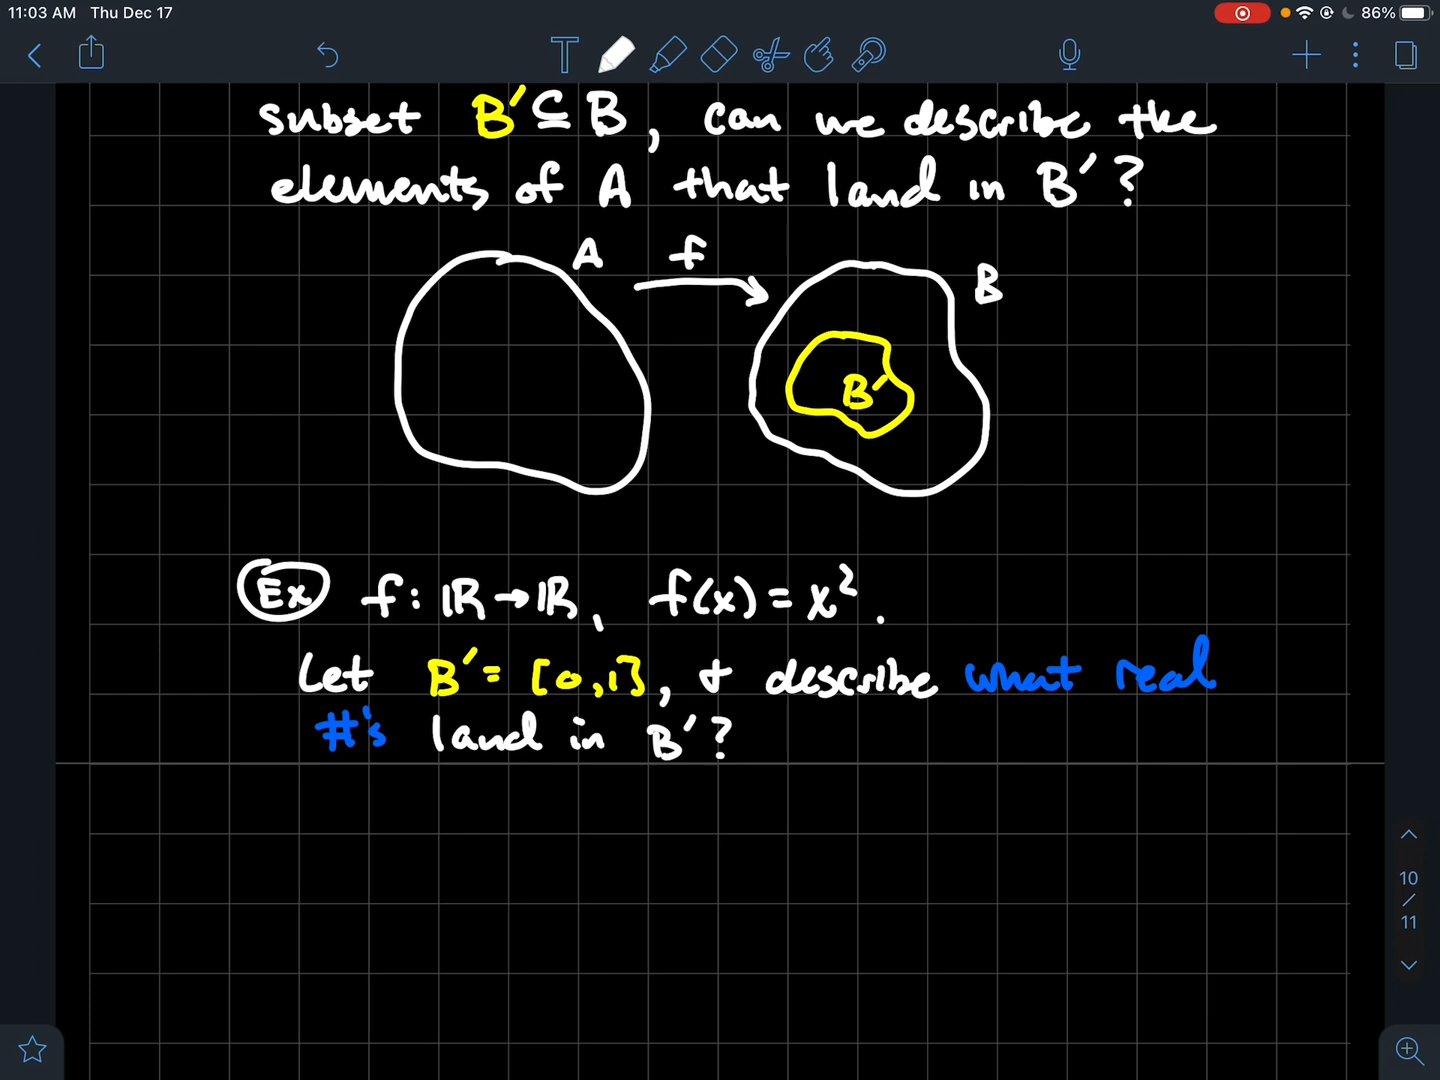 11:03 AM Thu Dec 17
86%
T
subset B′ ⊆ B, can we describe the
elements of A that land in B′?
A f B
B′
Ex f: ℝ→ℝ, f(x) = x².
Let B′ = [0,1], & describe what real
#'s land in B′?
10
/
11